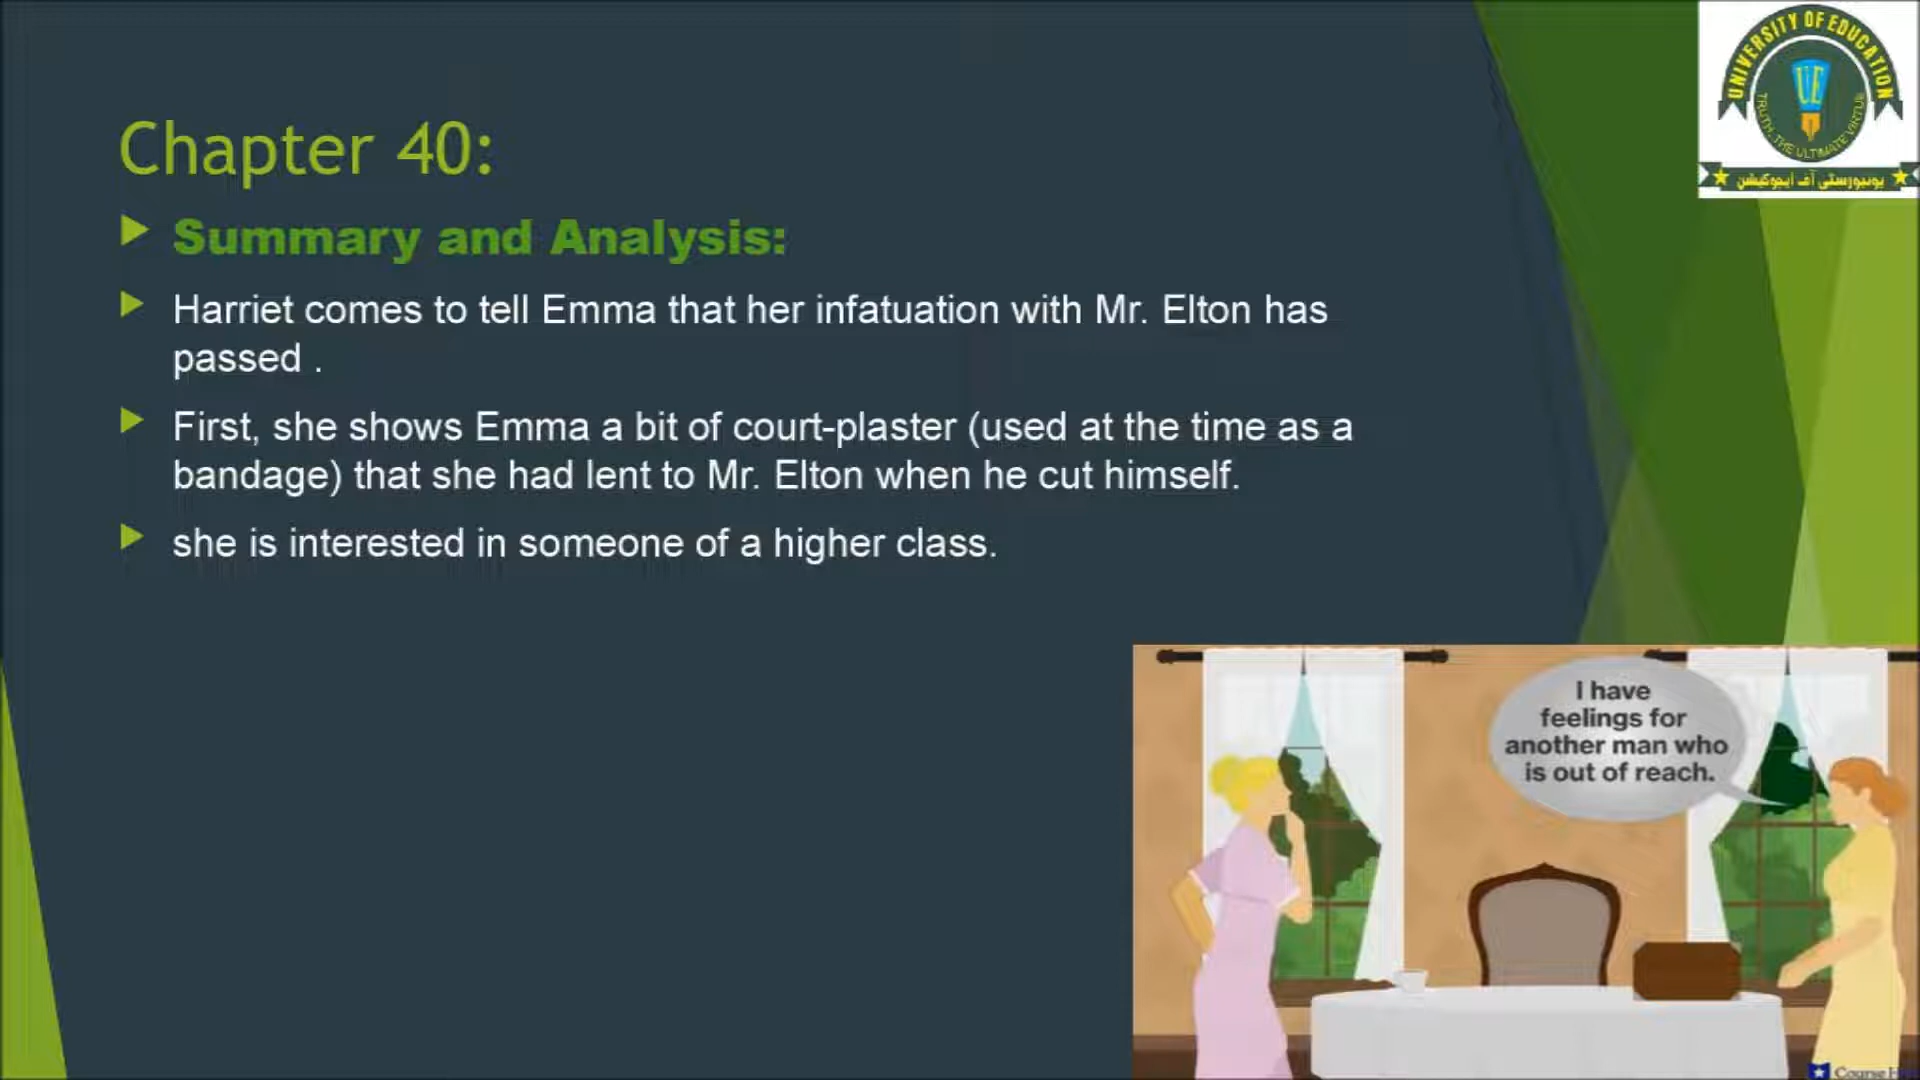 UNIVERSITY OF EDUCATION
UE
TRUTH, THE ULTIMATE VIRTUE
یونیورسٹی آف ایجوکیشن
Chapter 40:
Summary and Analysis:
Harriet comes to tell Emma that her infatuation with Mr. Elton has
passed .
First, she shows Emma a bit of court-plaster (used at the time as a
bandage) that she had lent to Mr. Elton when he cut himself.
she is interested in someone of a higher class.
I have
feelings for
another man who
is out of reach.
Course